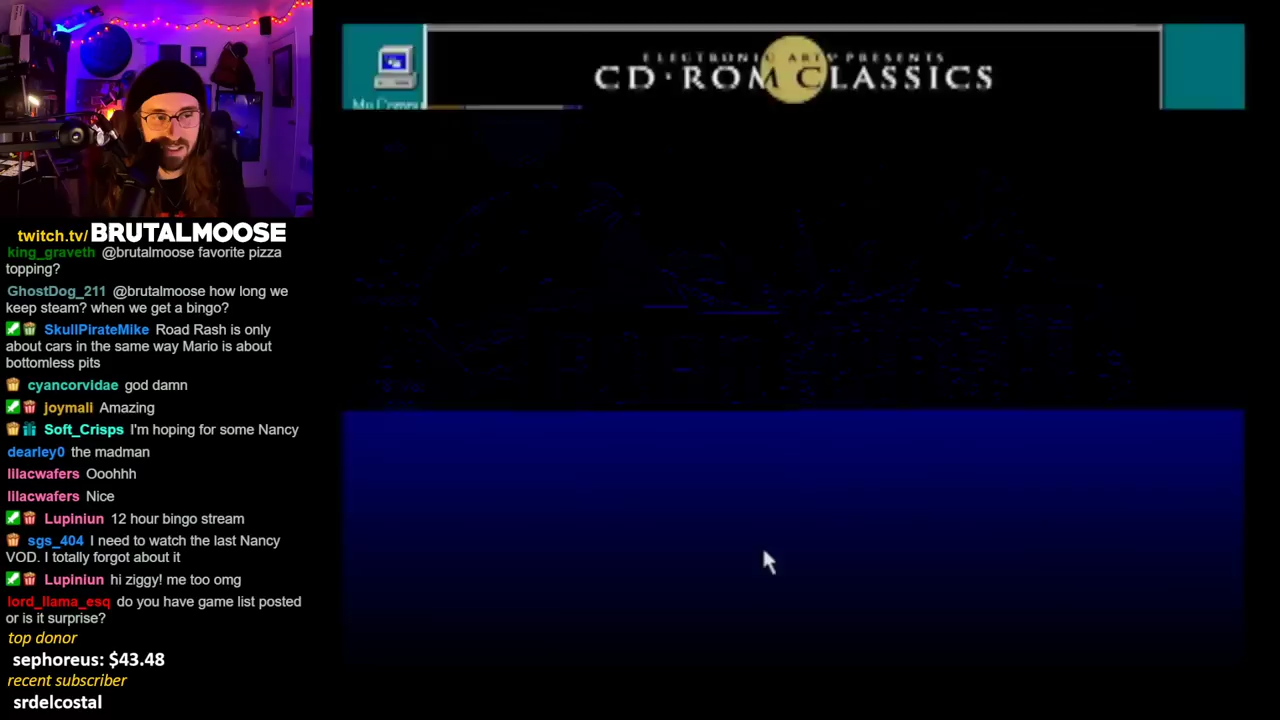 ELECTRONIC ARTS PRESENTS
CD·ROM CLASSICS
My Compu
twitch.tv/BRUTALMOOSE
king_graveth @brutalmoose favorite pizza
topping?
GhostDog_211 @brutalmoose how long we
keep steam? when we get a bingo?
SkullPirateMike Road Rash is only
about cars in the same way Mario is about
bottomless pits
cyancorvidae god damn
joymali Amazing
Soft_Crisps I'm hoping for some Nancy
dearley0 the madman
lilacwafers Ooohhh
lilacwafers Nice
Lupiniun 12 hour bingo stream
sgs_404 I need to watch the last Nancy
VOD. I totally forgot about it
Lupiniun hi ziggy! me too omg
lord_llama_esq do you have game list posted
or is it surprise?
top donor
sephoreus: $43.48
recent subscriber
srdelcostal